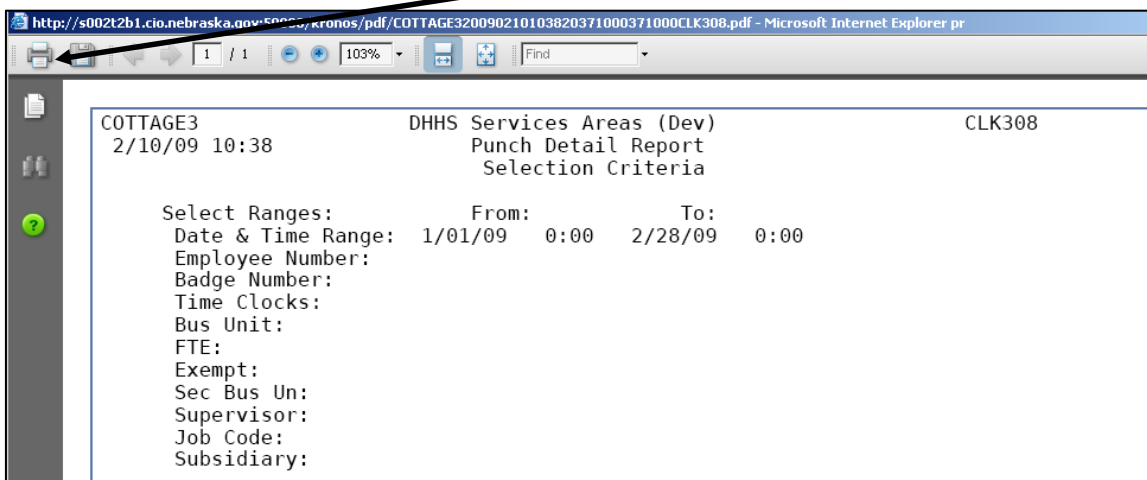 http://s002t2b1.cio.nebraska.gov:50038/kronos/pdf/COTTAGE32009021010382037100037​1000CLK308.pdf - Microsoft Internet Explorer pr
1 / 1 103% Find
COTTAGE3 DHHS Services Areas (Dev) CLK308
2/10/09 10:38 Punch Detail Report
Selection Criteria
Select Ranges: From: To:
Date & Time Range: 1/01/09 0:00 2/28/09 0:00
Employee Number:
Badge Number:
Time Clocks:
Bus Unit:
FTE:
Exempt:
Sec Bus Un:
Supervisor:
Job Code:
Subsidiary: